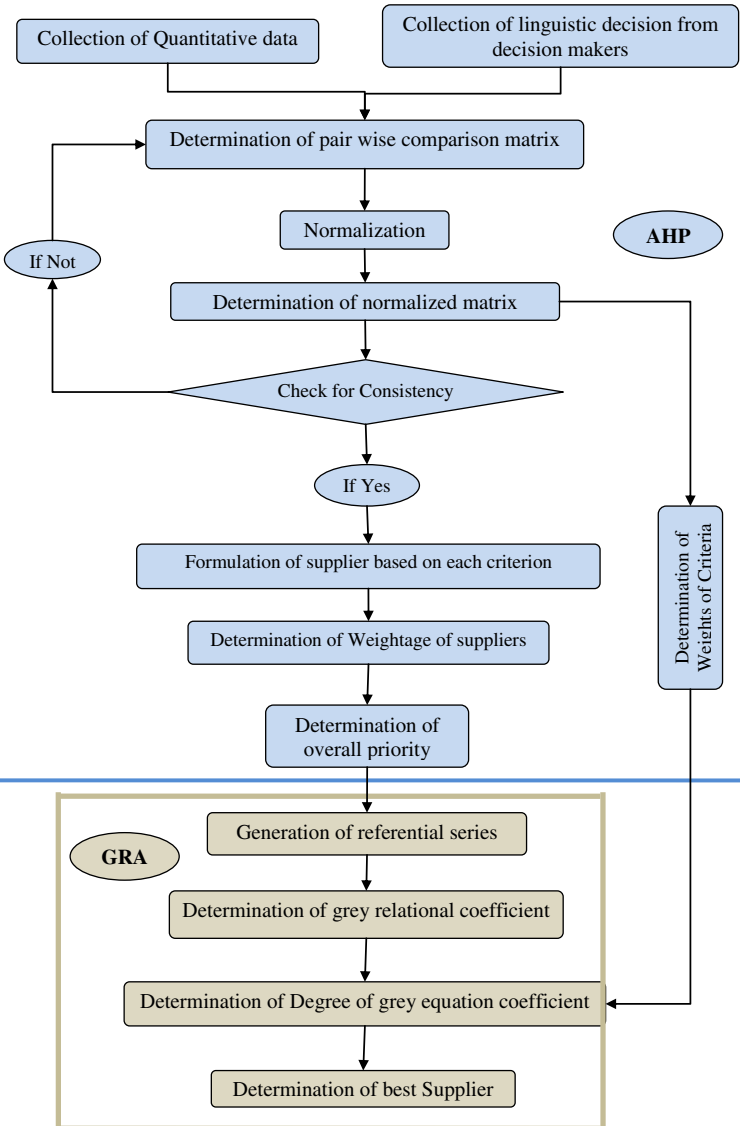 Collection of Quantitative data
Collection of linguistic decision from
decision makers
Determination of pair wise comparison matrix
Normalization
AHP
If Not
Determination of normalized matrix
Check for Consistency
If Yes
Determination of
Weights of Criteria
Formulation of supplier based on each criterion
Determination of Weightage of suppliers
Determination of
overall priority
Generation of referential series
GRA
Determination of grey relational coefficient
Determination of Degree of grey equation coefficient
Determination of best Supplier